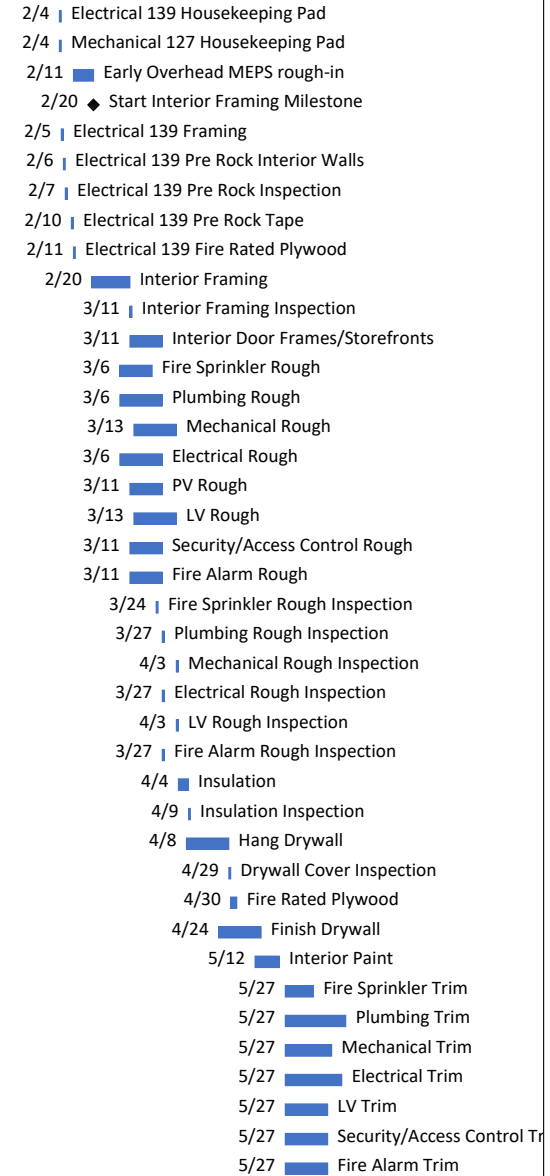 2/4 Electrical 139 Housekeeping Pad
2/4 Mechanical 127 Housekeeping Pad
2/11 Early Overhead MEPS rough-in
2/20 Start Interior Framing Milestone
2/5 Electrical 139 Framing
2/6 Electrical 139 Pre Rock Interior Walls
2/7 Electrical 139 Pre Rock Inspection
2/10 Electrical 139 Pre Rock Tape
2/11 Electrical 139 Fire Rated Plywood
2/20 Interior Framing
3/11 Interior Framing Inspection
3/11 Interior Door Frames/Storefronts
3/6 Fire Sprinkler Rough
3/6 Plumbing Rough
3/13 Mechanical Rough
3/6 Electrical Rough
3/11 PV Rough
3/13 LV Rough
3/11 Security/Access Control Rough
3/11 Fire Alarm Rough
3/24 Fire Sprinkler Rough Inspection
3/27 Plumbing Rough Inspection
4/3 Mechanical Rough Inspection
3/27 Electrical Rough Inspection
4/3 LV Rough Inspection
3/27 Fire Alarm Rough Inspection
4/4 Insulation
4/9 Insulation Inspection
4/8 Hang Drywall
4/29 Drywall Cover Inspection
4/30 Fire Rated Plywood
4/24 Finish Drywall
5/12 Interior Paint
5/27 Fire Sprinkler Trim
5/27 Plumbing Trim
5/27 Mechanical Trim
5/27 Electrical Trim
5/27 LV Trim
5/27 Security/Access Control Tr
5/27 Fire Alarm Trim